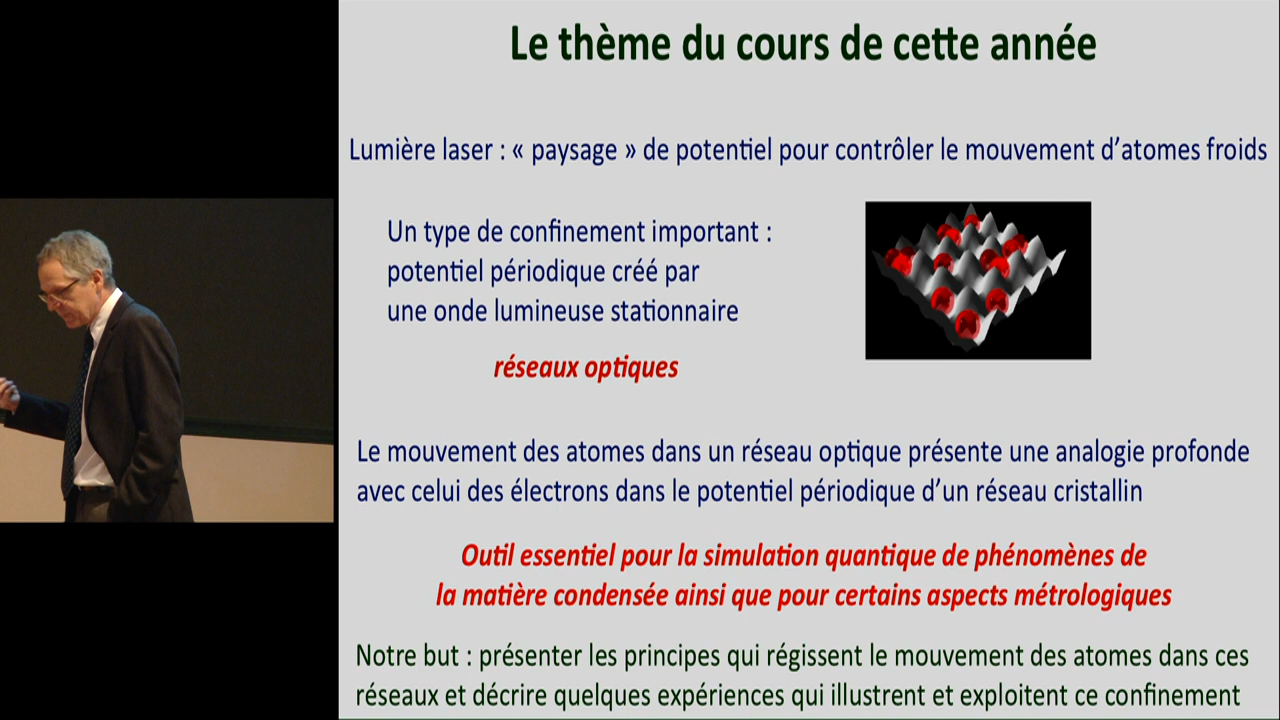 Le thème du cours de cette année
Lumière laser : « paysage » de potentiel pour contrôler le mouvement d’atomes froids
Un type de confinement important :
potentiel périodique créé par
une onde lumineuse stationnaire
réseaux optiques
Le mouvement des atomes dans un réseau optique présente une analogie profonde
avec celui des électrons dans le potentiel périodique d’un réseau cristallin
Outil essentiel pour la simulation quantique de phénomènes de
la matière condensée ainsi que pour certains aspects métrologiques
Notre but : présenter les principes qui régissent le mouvement des atomes dans ces
réseaux et décrire quelques expériences qui illustrent et exploitent ce confinement